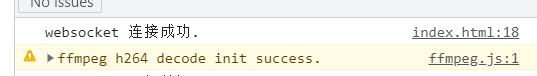 No Issues
websocket 连接成功.
index.html:18
ffmpeg h264 decode init success.
ffmpeg.js:1